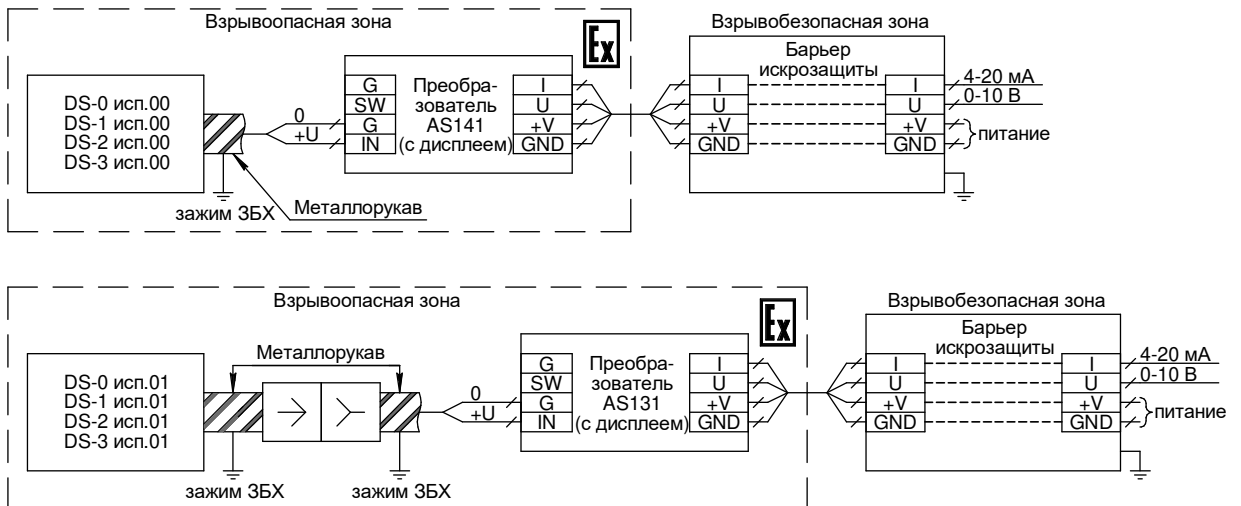 Взрывоопасная зона
Взрывобезопасная зона
Ex
DS-0 исп.00
DS-1 исп.00
DS-2 исп.00
DS-3 исп.00
0
+U
G
SW
G
IN
Преобра-
зователь
AS141
(с дисплеем)
I
U
+V
GND
Барьер
искрозащиты
I
U
+V
GND
I
U
+V
GND
4-20 мА
0-10 В
питание
зажим ЗБХ
Металлорукав
Взрывоопасная зона
Взрывобезопасная зона
Ex
DS-0 исп.01
DS-1 исп.01
DS-2 исп.01
DS-3 исп.01
Металлорукав
0
+U
G
SW
G
IN
Преобра-
зователь
AS131
(с дисплеем)
I
U
+V
GND
Барьер
искрозащиты
I
U
+V
GND
I
U
+V
GND
4-20 мА
0-10 В
питание
зажим ЗБХ
зажим ЗБХ